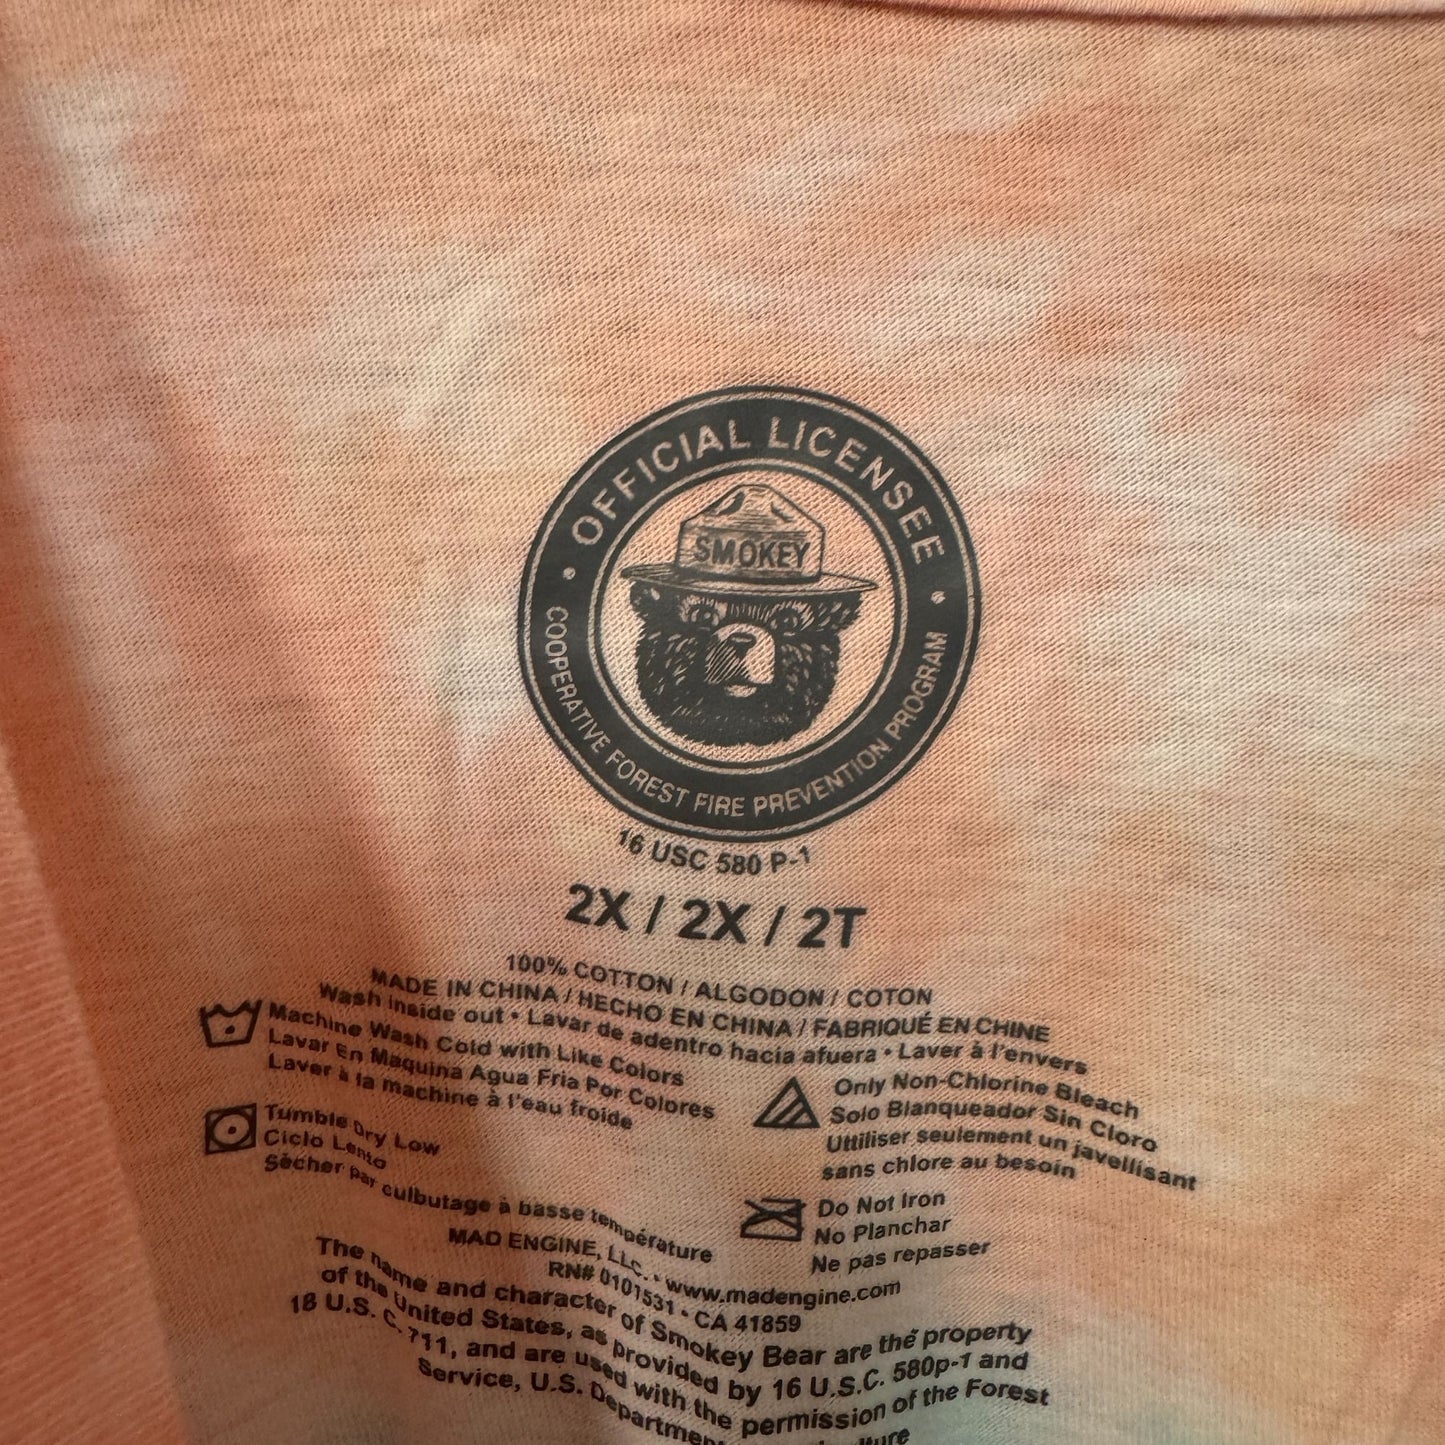 OFFICIAL LICENSEE
SMOKEY
COOPERATIVE FOREST FIRE PREVENTION PROGRAM
16 USC 580 P-1
2X / 2X / 2T
100% COTTON / ALGODON / COTON
MADE IN CHINA / HECHO EN CHINA / FABRIQUÉ EN CHINE
Wash inside out • Lavar de adentro hacia afuera • Laver à l'envers
Machine Wash Cold with Like Colors
Lavar En Maquina Agua Fria Por Colores
Laver à la machine à l'eau froide
Only Non-Chlorine Bleach
Solo Blanqueador Sin Cloro
Uttiliser seulement un javellisant
sans chlore au besoin
Tumble Dry Low
Ciclo Lento
Sècher par culbutage à basse température
Do Not Iron
No Planchar
Ne pas repasser
MAD ENGINE, LLC. • www.madengine.com
RN# 0101531 • CA 41859
The name and character of Smokey Bear are the property
of the United States, as provided by 16 U.S.C. 580p-1 and
18 U.S.C. 711, and are used with the permission of the Forest
Service, U.S. Department